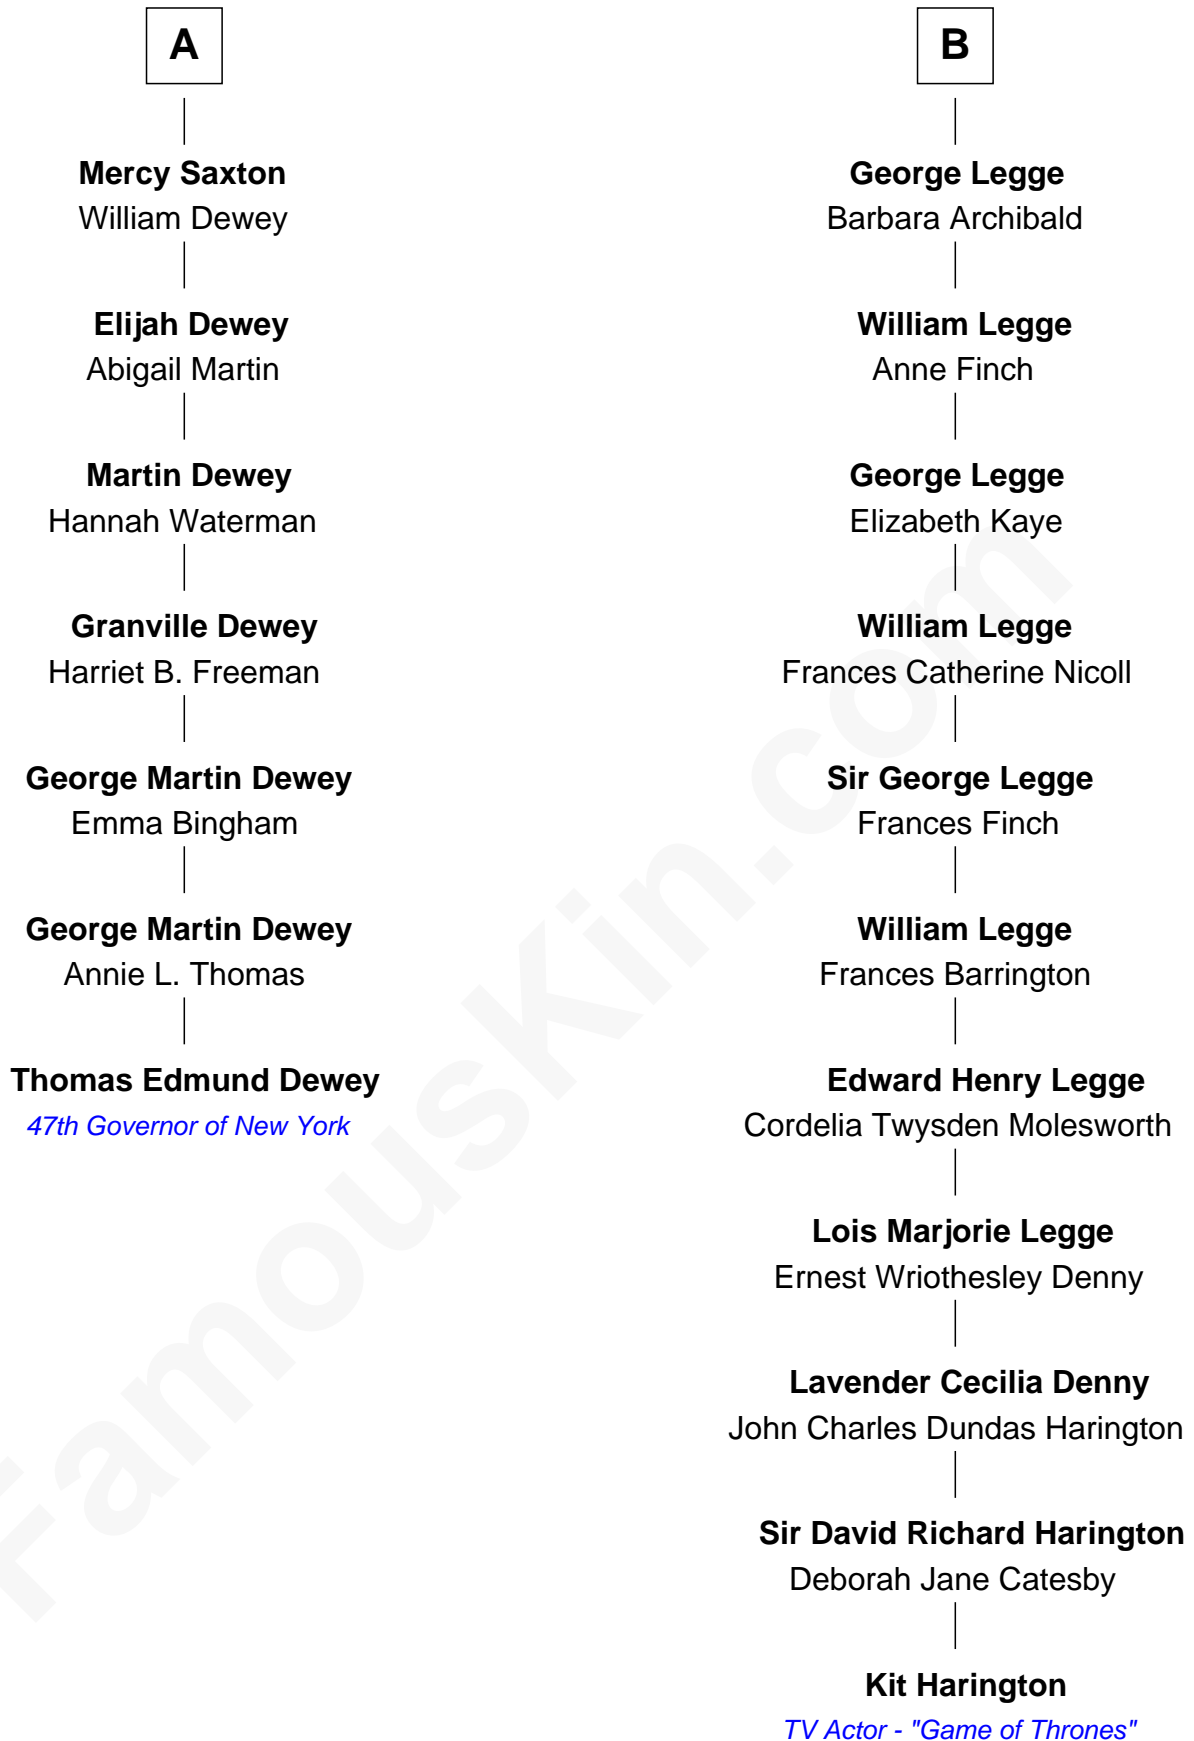 A
Mercy Saxton
William Dewey
Elijah Dewey
Abigail Martin
Martin Dewey
Hannah Waterman
Granville Dewey
Harriet B. Freeman
George Martin Dewey
Emma Bingham
George Martin Dewey
Annie L. Thomas
Thomas Edmund Dewey
47th Governor of New York
B
George Legge
Barbara Archibald
William Legge
Anne Finch
George Legge
Elizabeth Kaye
William Legge
Frances Catherine Nicoll
Sir George Legge
Frances Finch
William Legge
Frances Barrington
Edward Henry Legge
Cordelia Twysden Molesworth
Lois Marjorie Legge
Ernest Wriothesley Denny
Lavender Cecilia Denny
John Charles Dundas Harington
Sir David Richard Harington
Deborah Jane Catesby
Kit Harington
TV Actor - "Game of Thrones"
FamousKin.com